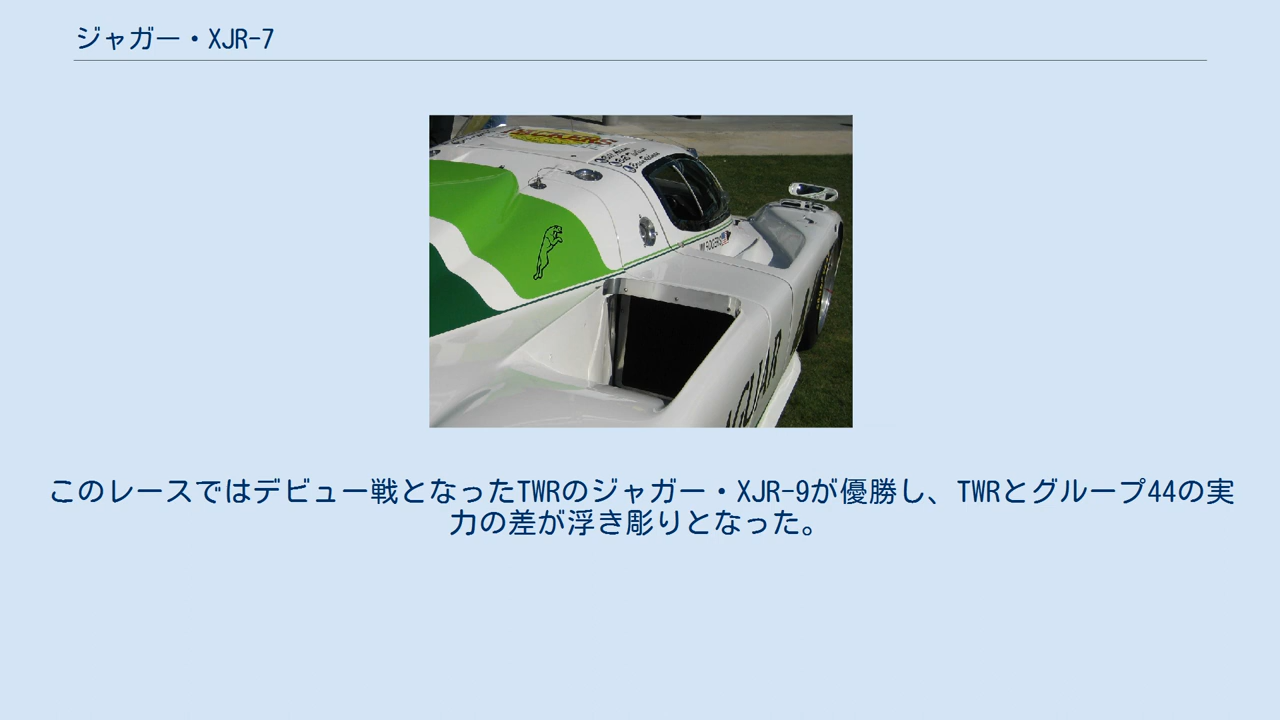 ジャガー・XJR-7
このレースではデビュー戦となったTWRのジャガー・XJR-9が優勝し、TWRとグループ44の実
力の差が浮き彫りとなった。